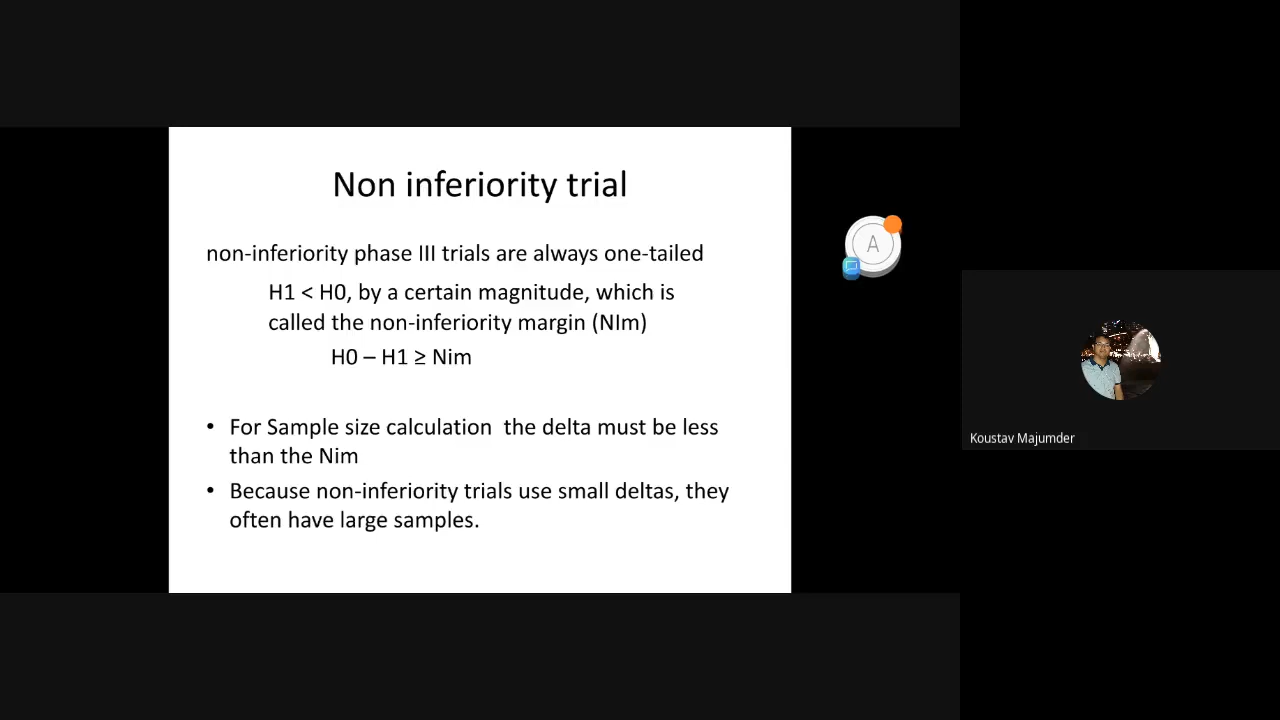 Non inferiority trial
non-inferiority phase III trials are always one-tailed
H1 < H0, by a certain magnitude, which is
called the non-inferiority margin (NIm)
H0 – H1 ≥ Nim
• For Sample size calculation  the delta must be less
than the Nim
• Because non-inferiority trials use small deltas, they
often have large samples.
A
Koustav Majumder